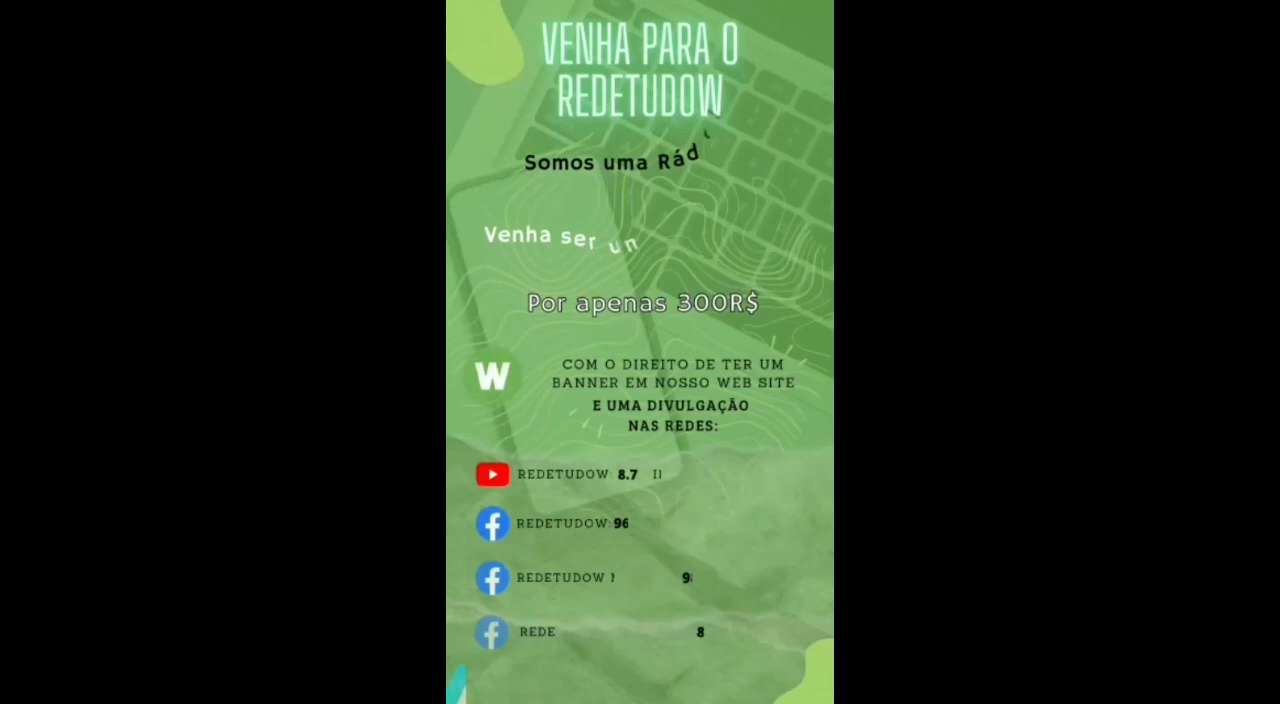 VENHA PARA O
REDETUDOW
Somos uma Rád
Venha ser un
Por apenas 300R$
W
COM O DIREITO DE TER UM
BANNER EM NOSSO WEB SITE
E UMA DIVULGAÇÃO
NAS REDES:
REDETUDOW 8.7
REDETUDOW: 96
REDETUDOW 9
REDE 8